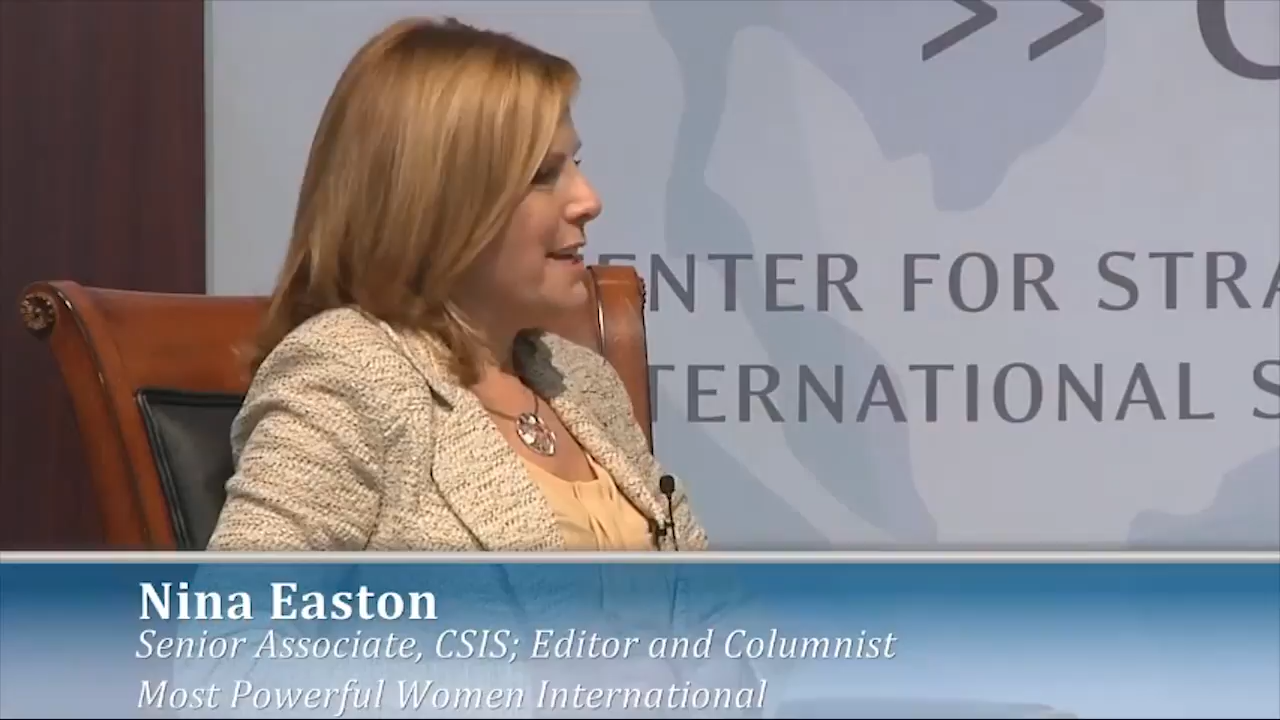 >> C
ENTER FOR STRA
TERNATIONAL S
Nina Easton
Senior Associate, CSIS; Editor and Columnist
Most Powerful Women International